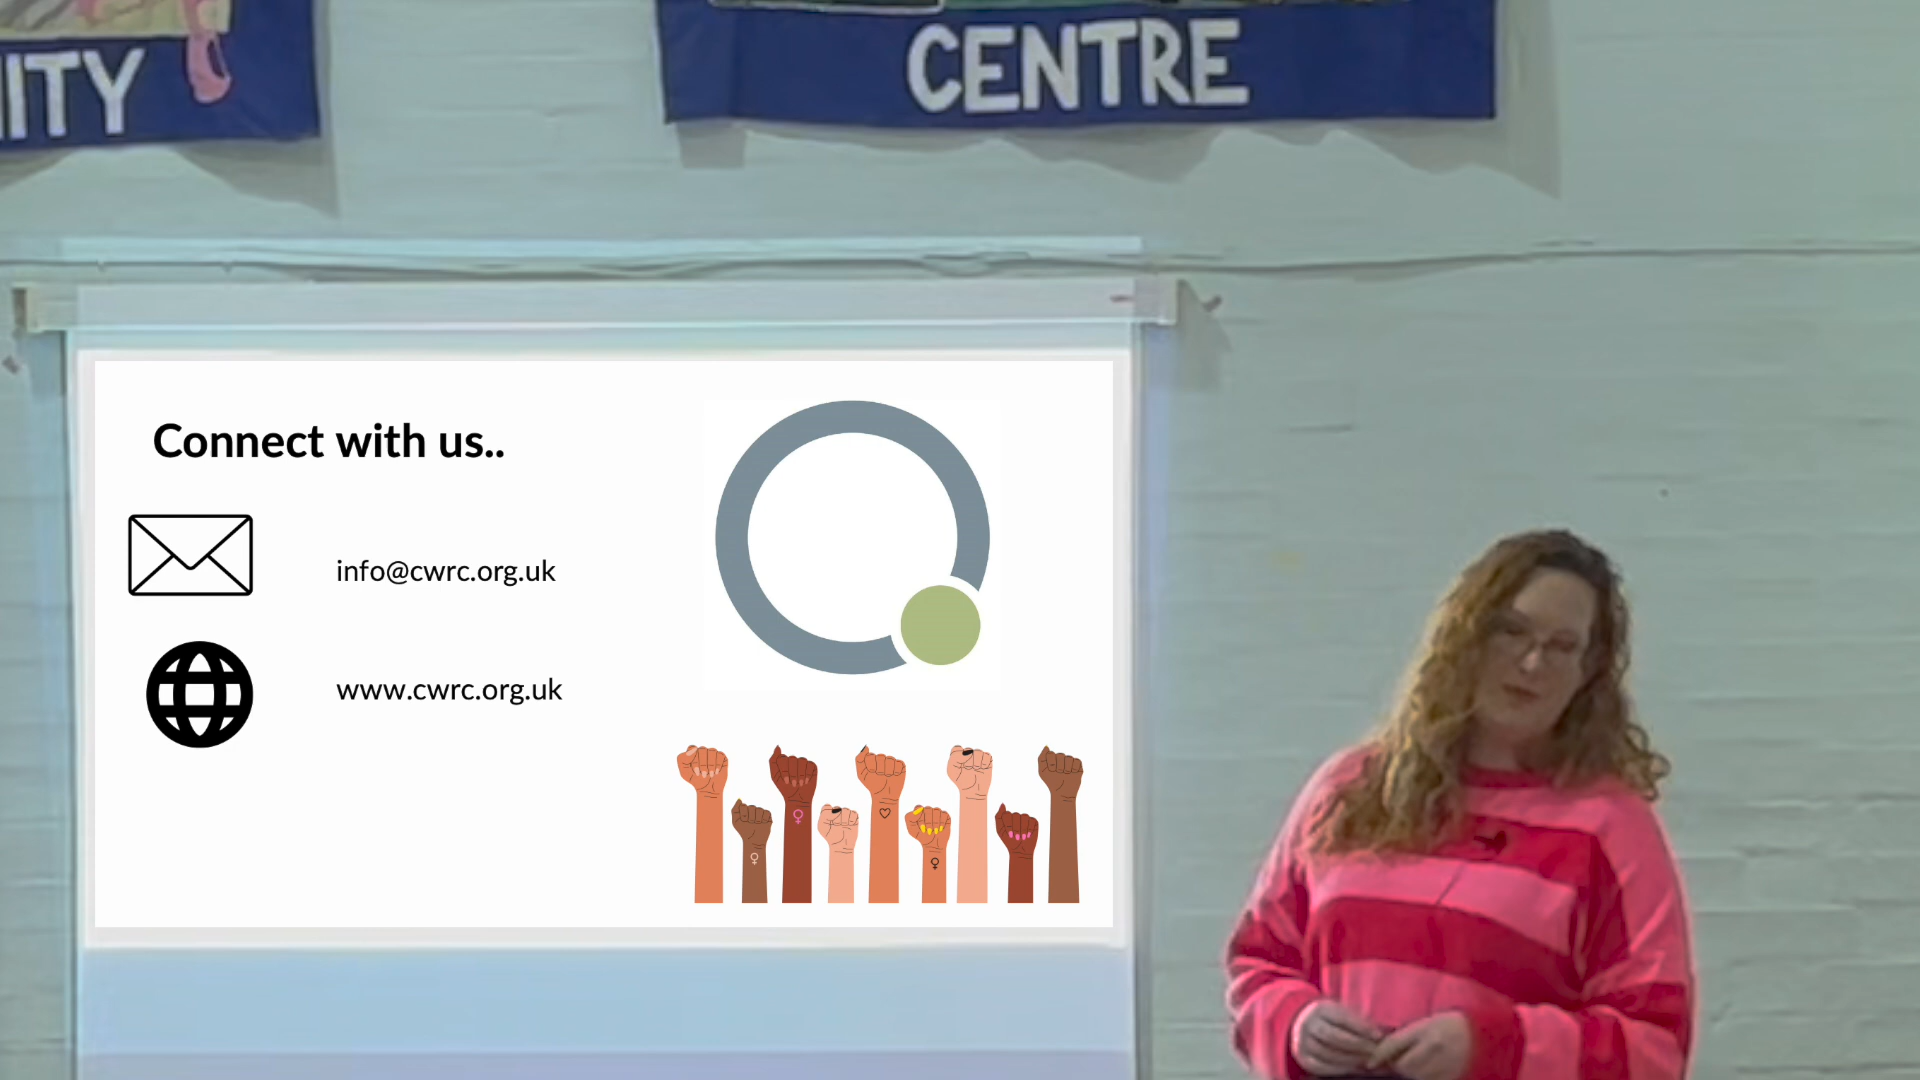 ITY
CENTRE
Connect with us..
info@cwrc.org.uk
www.cwrc.org.uk